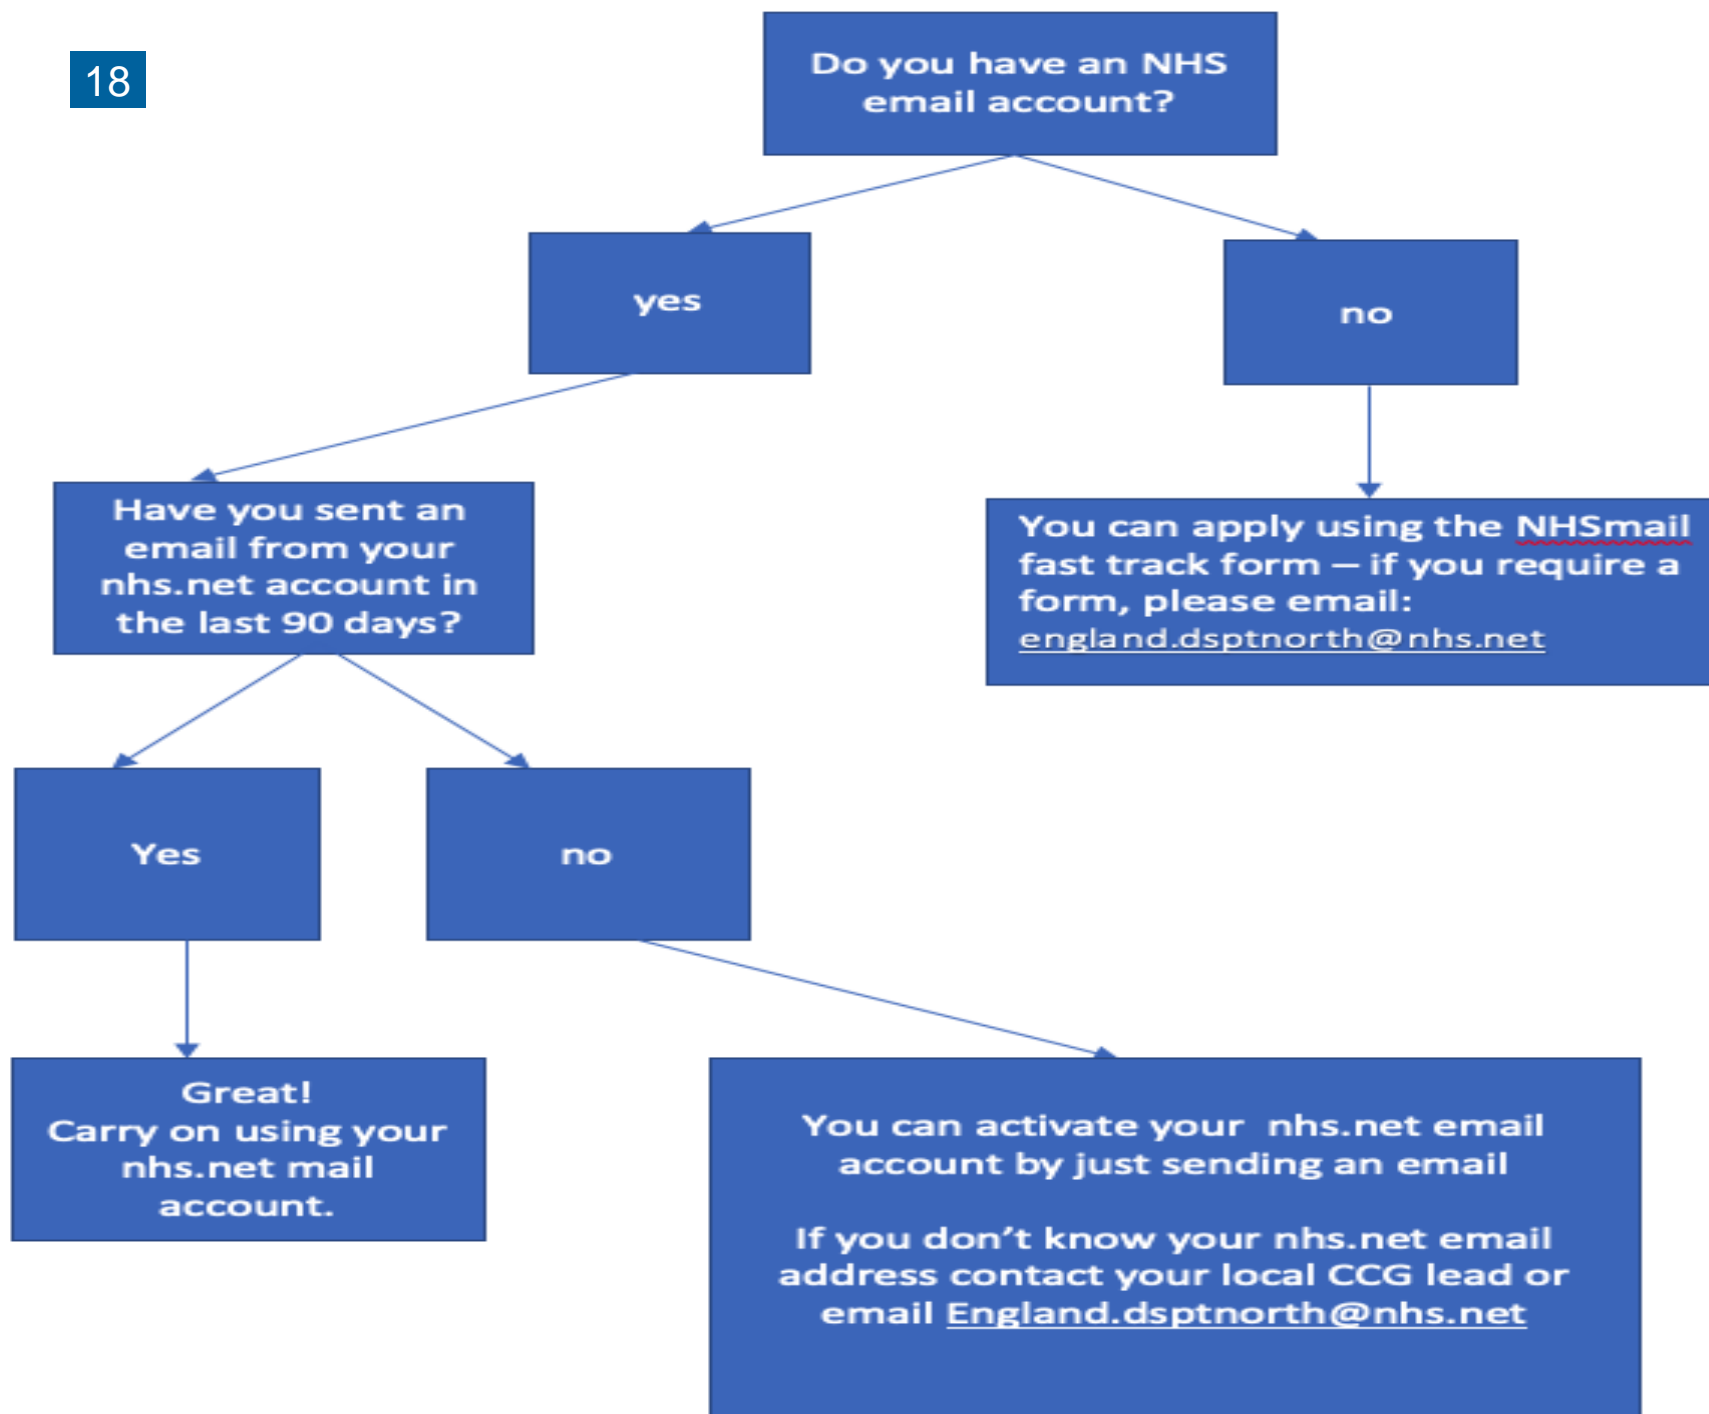 18
Do you have an NHS
email account?
yes
no
Have you sent an
email from your
nhs.net account in
the last 90 days?
You can apply using the NHSmail
fast track form – if you require a
form, please email:
england.dsptnorth@nhs.net
Yes
no
Great!
Carry on using your
nhs.net mail
account.
You can activate your  nhs.net email
account by just sending an email
If you don’t know your nhs.net email
address contact your local CCG lead or
email England.dsptnorth@nhs.net